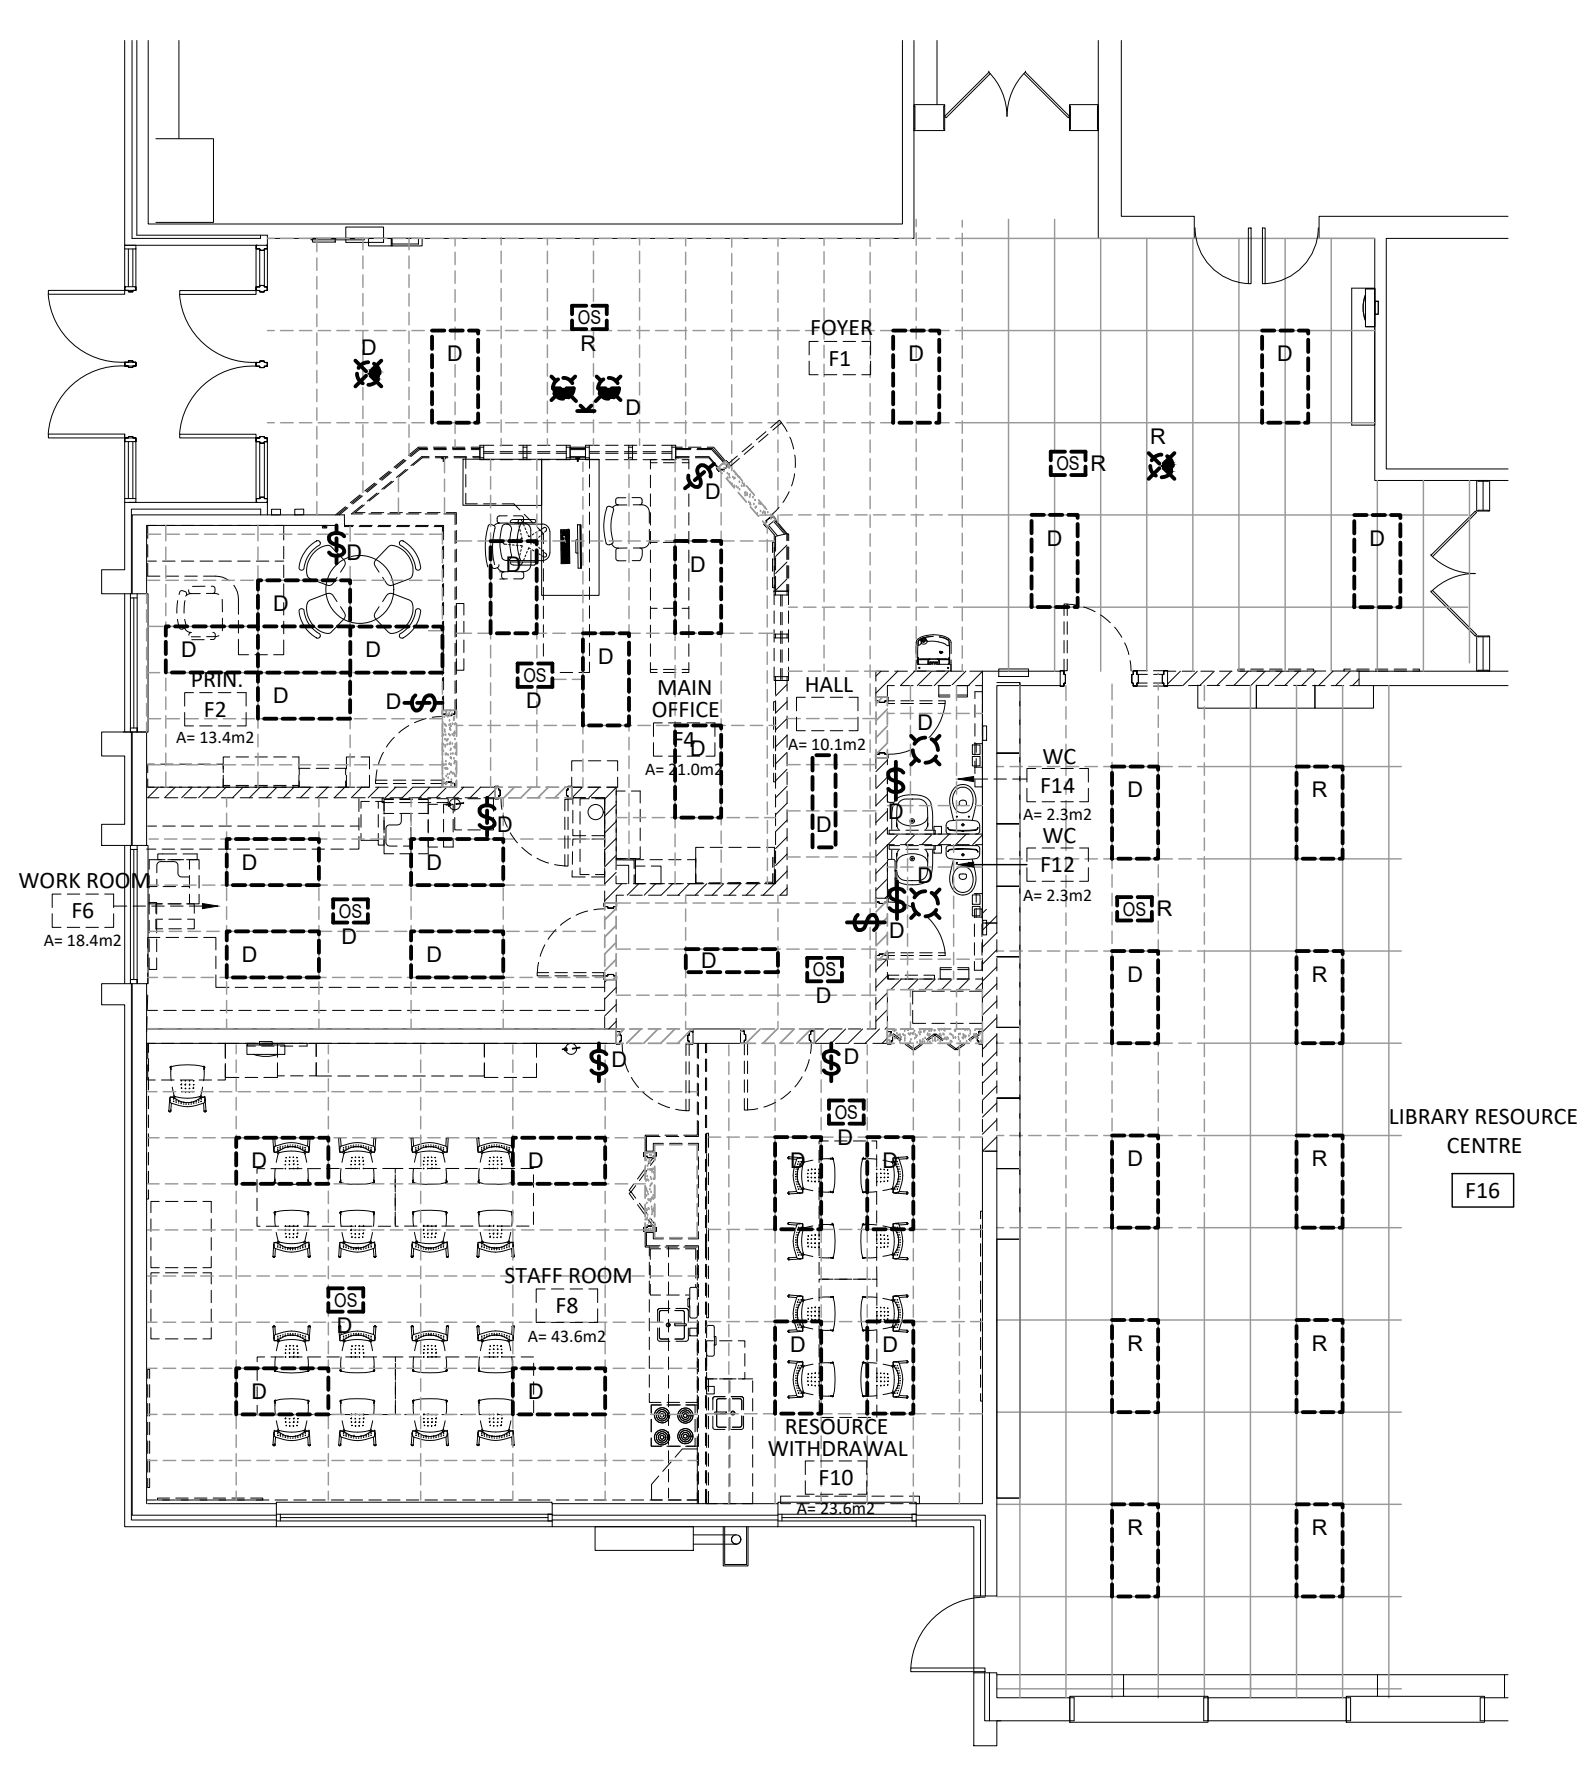 OS
R
FOYER
F1
D
D
D
D
D
R
OS
R
D
D
D
D
D
D
D
D
D
OS
D
D
D
D
D
D
PRIN.
F2
A= 13.4m2
MAIN
OFFICE
F4
A= 21.0m2
D
HALL
A= 10.1m2
D
D
D
WC
F14
A= 2.3m2
WC
F12
A= 2.3m2
D
D
D
D
D
WORK ROOM
F6
A= 18.4m2
OS
D
D
D
D
OS
D
D
R
OS
R
D
R
D
R
R
R
R
R
LIBRARY RESOURCE
CENTRE
F16
D
D
OS
D
D
D
D
D
STAFF ROOM
F8
A= 43.6m2
OS
D
D
D
D
D
RESOURCE
WITHDRAWAL
F10
A= 23.6m2